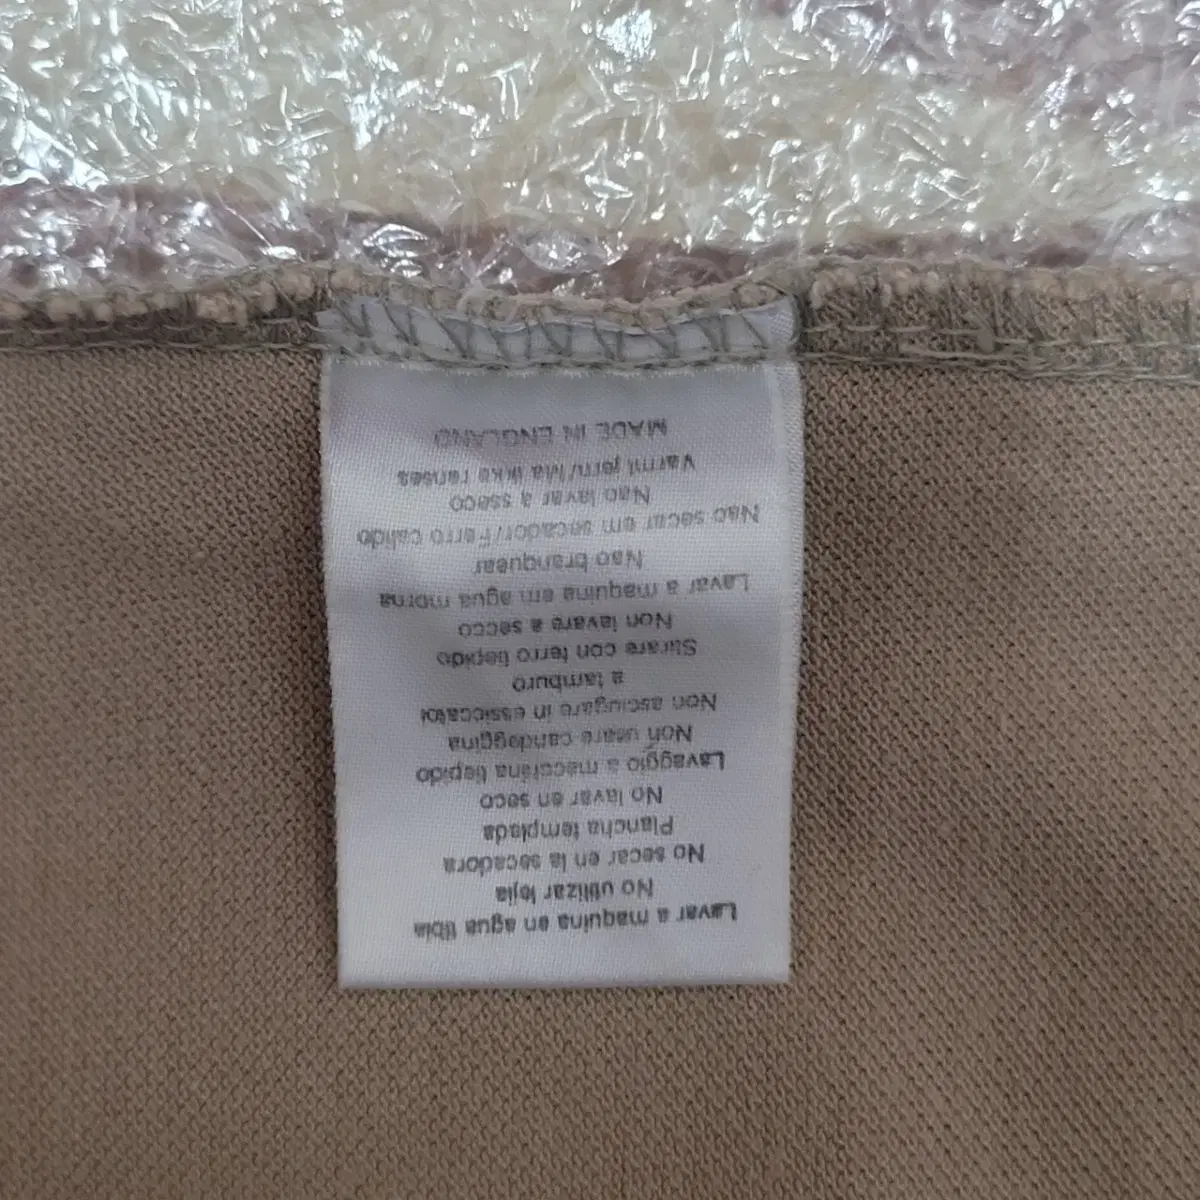 Lavar a maquina en agua tibia
No utilizar lejia
No secar en la secadora
Plancha templada
No lavar en seco
Lavaggio a macchina tiepido
Non usare candeggina
Non asciugare in essiccatoi
a tamburo
Stirare con ferro tiepido
Non lavare a secco
Lavar a maquina em agua morna
Nao branquear
Nao secar em secador/Ferro calido
Nao lavar a sseco
Varmt jern/Ma ikke renses
MADE IN ENGLAND